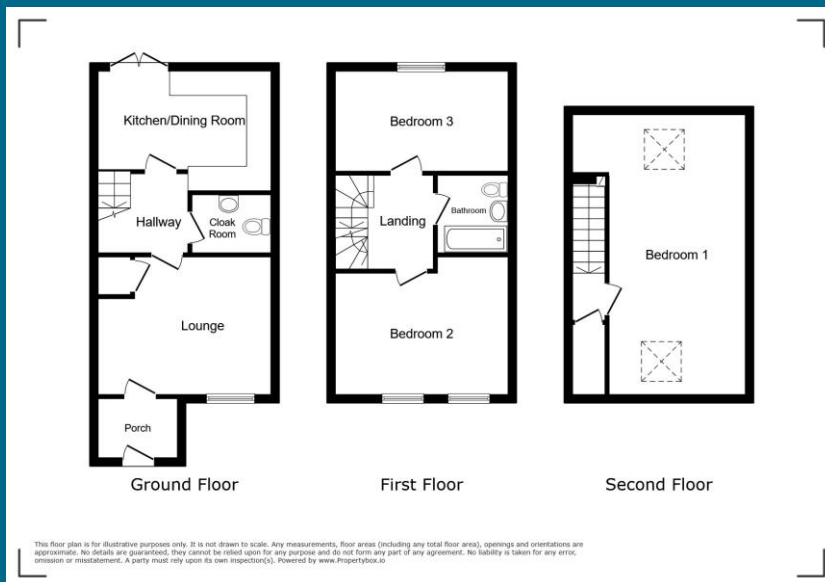 Kitchen/Dining Room
Hallway
Cloak
Room
Lounge
Porch
Ground Floor
Bedroom 3
Landing
Bathroom
Bedroom 2
First Floor
Bedroom 1
Second Floor
This floor plan is for illustrative purposes only. It is not drawn to scale. Any measurements, floor areas (including any total floor area), openings and orientations are
approximate. No details are guaranteed, they cannot be relied upon for any purpose and do not form any part of any agreement. No liability is taken for any error,
omission or misstatement. A party must rely upon its own inspection(s). Powered by www.Propertybox.io